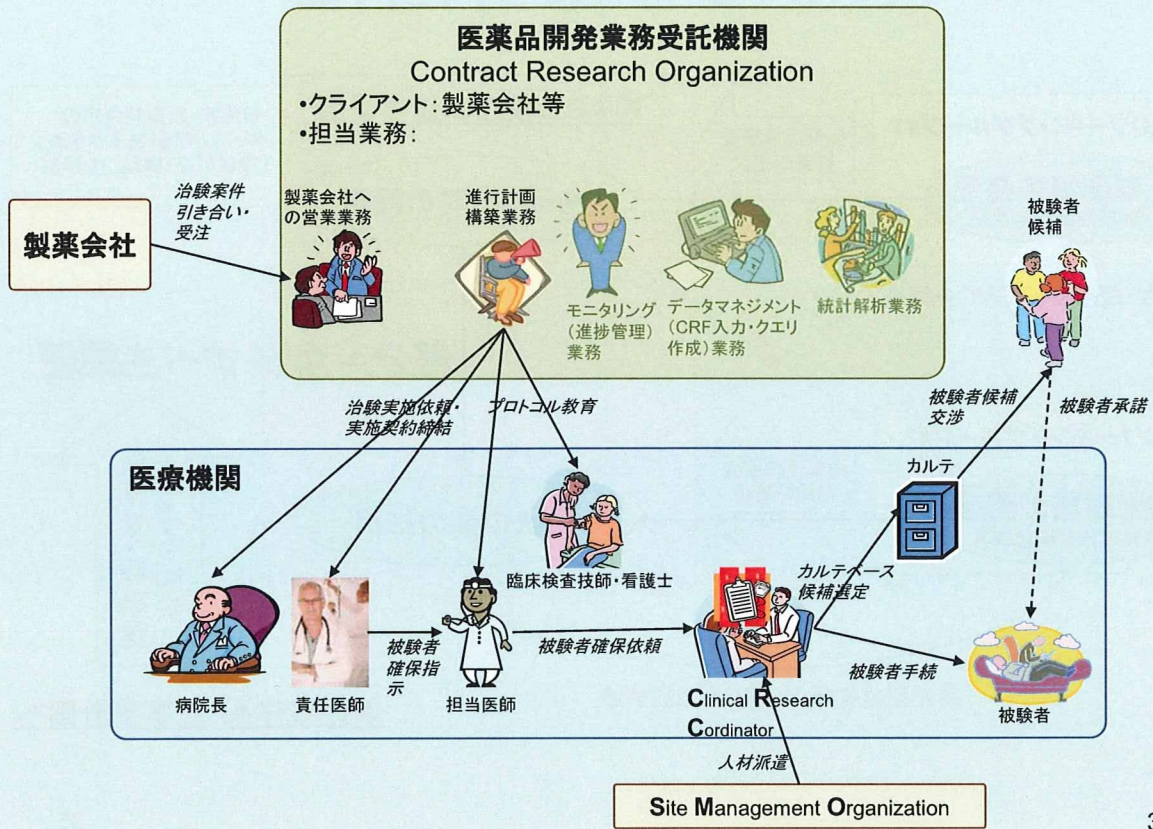 医薬品開発業務受託機関
Contract Research Organization
•クライアント:製薬会社等
•担当業務:
製薬会社
治験案件
引き合い・
受注
製薬会社へ
の営業業務
進行計画
構築業務
モニタリング
(進捗管理)
業務
データマネジメント
(CRF入力・クエリ
作成)業務
統計解析業務
被験者
候補
治験実施依頼・
実施契約締結
プロトコル教育
被験者候補
交渉
被験者承諾
医療機関
カルテ
臨床検査技師・看護士
カルテベース
候補選定
被験者
確保指
示
被験者確保依頼
被験者手続
病院長
責任医師
担当医師
Clinical Research
Cordinator
被験者
人材派遣
Site Management Organization
3